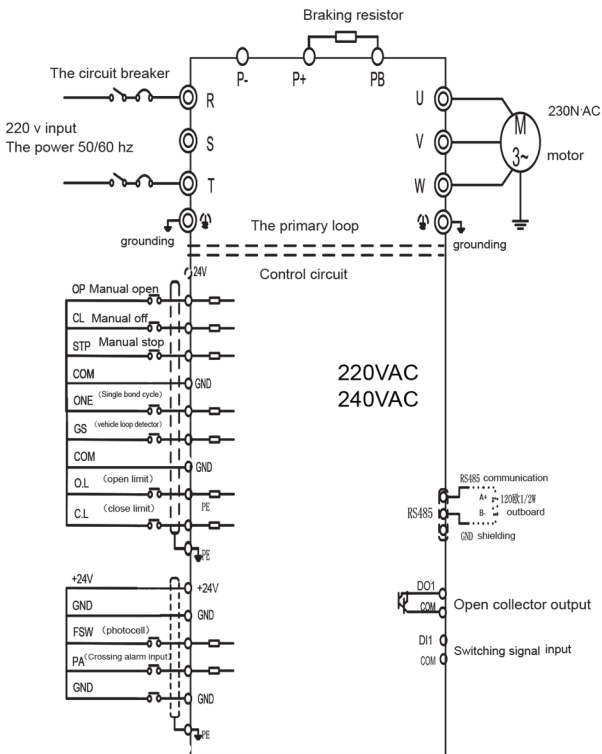 Braking resistor
P-
P+
PB
The circuit breaker
R
U
230N·AC
220 v input
The power 50/60 hz
S
V
M
3~
motor
T
W
grounding
The primary loop
grounding
24V
Control circuit
OP Manual open
CL Manual off
STP Manual stop
COM
GND
ONE (Single bond cycle)
GS (vehicle loop detector)
COM
GND
O.L (open limit)
PE
C.L (close limit)
PE
220VAC
240VAC
RS485 communication
A+
120欧1/2W
RS485
B-
outboard
GND shielding
+24V
+24V
GND
GND
FSW (photocell)
PA(Crossing alarm input)
GND
GND
PE
DO1
COM
Open collector output
DI1
COM
Switching signal input